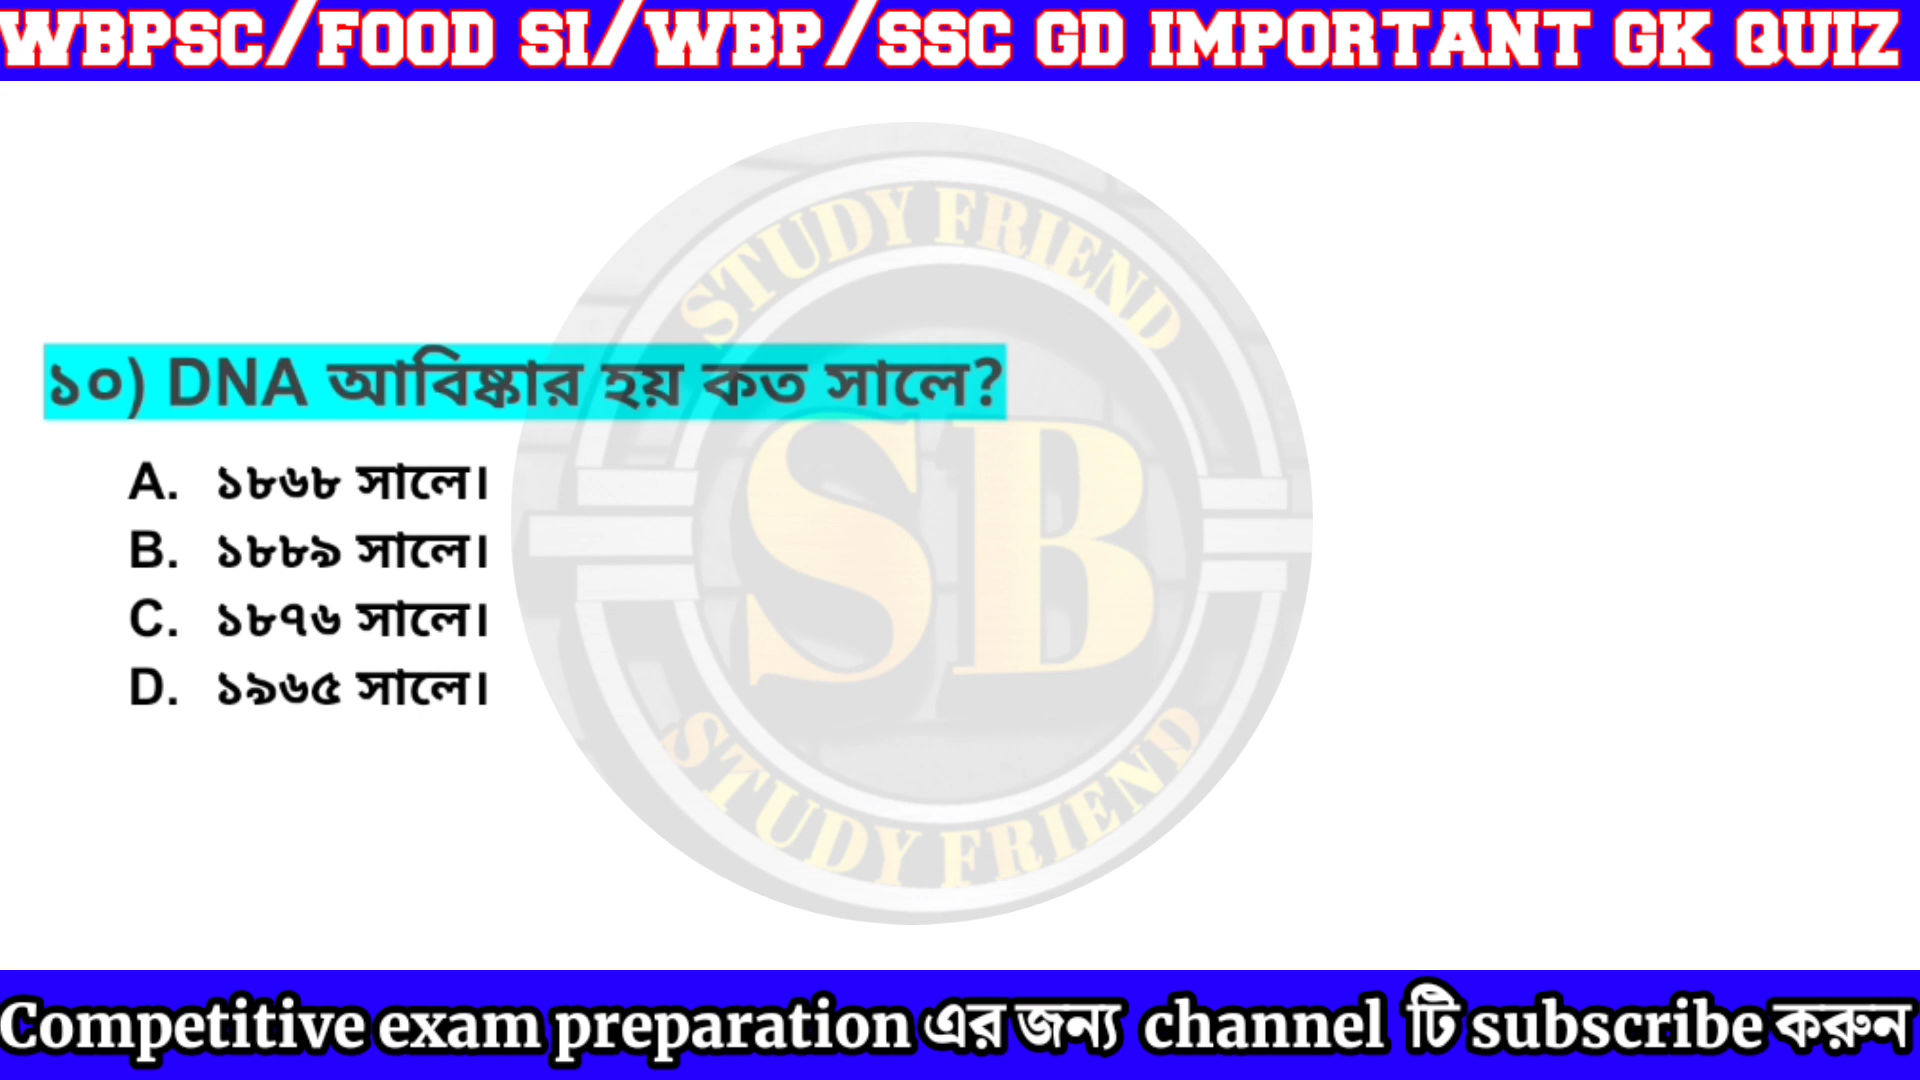 WBPSC/FOOD SI/WBP/SSC GD IMPORTANT GK QUIZ
STUDY FRIEND
১০) DNA আবিষ্কার হয় কত সালে?
A. ১৮৬৮ সালে।
B. ১৮৮৯ সালে।
C. ১৮৭৬ সালে।
D. ১৯৬৫ সালে।
SB
STUDY FRIEND
Competitive exam preparation এর জন্য channel টি subscribe করুন